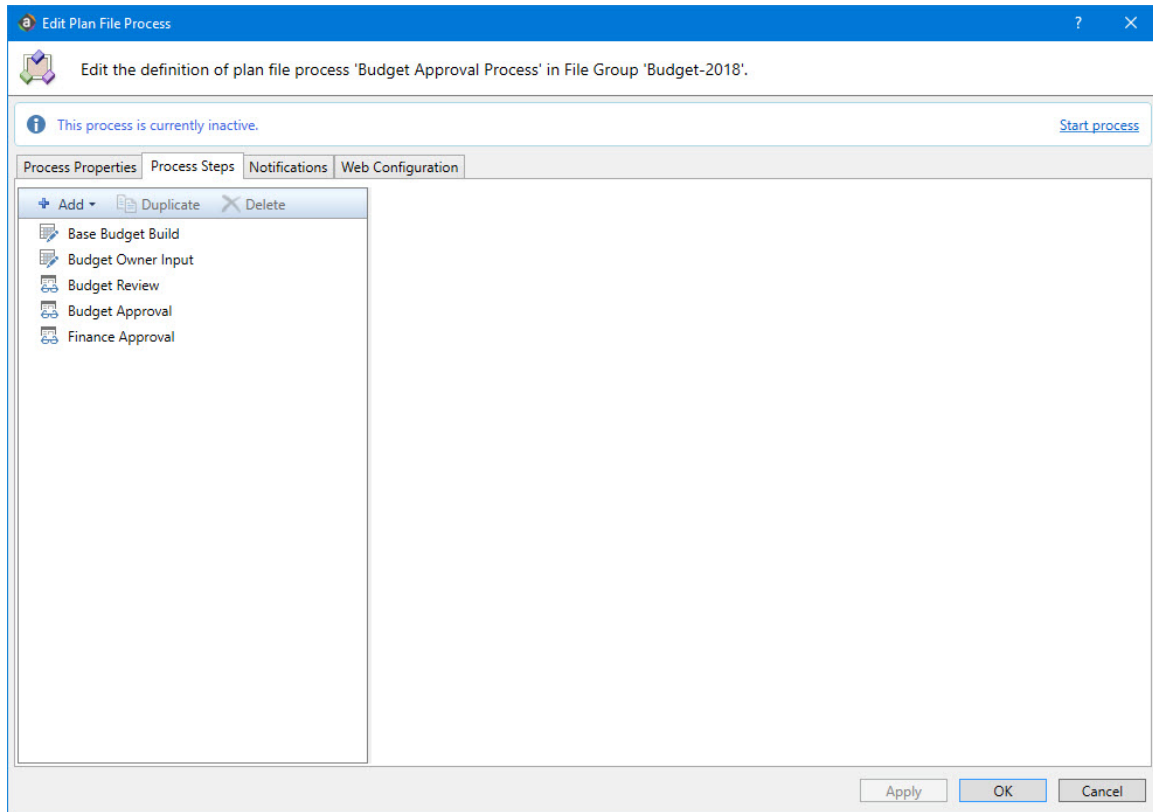 Edit Plan File Process
Edit the definition of plan file process 'Budget Approval Process' in File Group 'Budget-2018'.
This process is currently inactive. Start process
Process Properties Process Steps Notifications Web Configuration
Add Duplicate Delete
Base Budget Build
Budget Owner Input
Budget Review
Budget Approval
Finance Approval
Apply OK Cancel